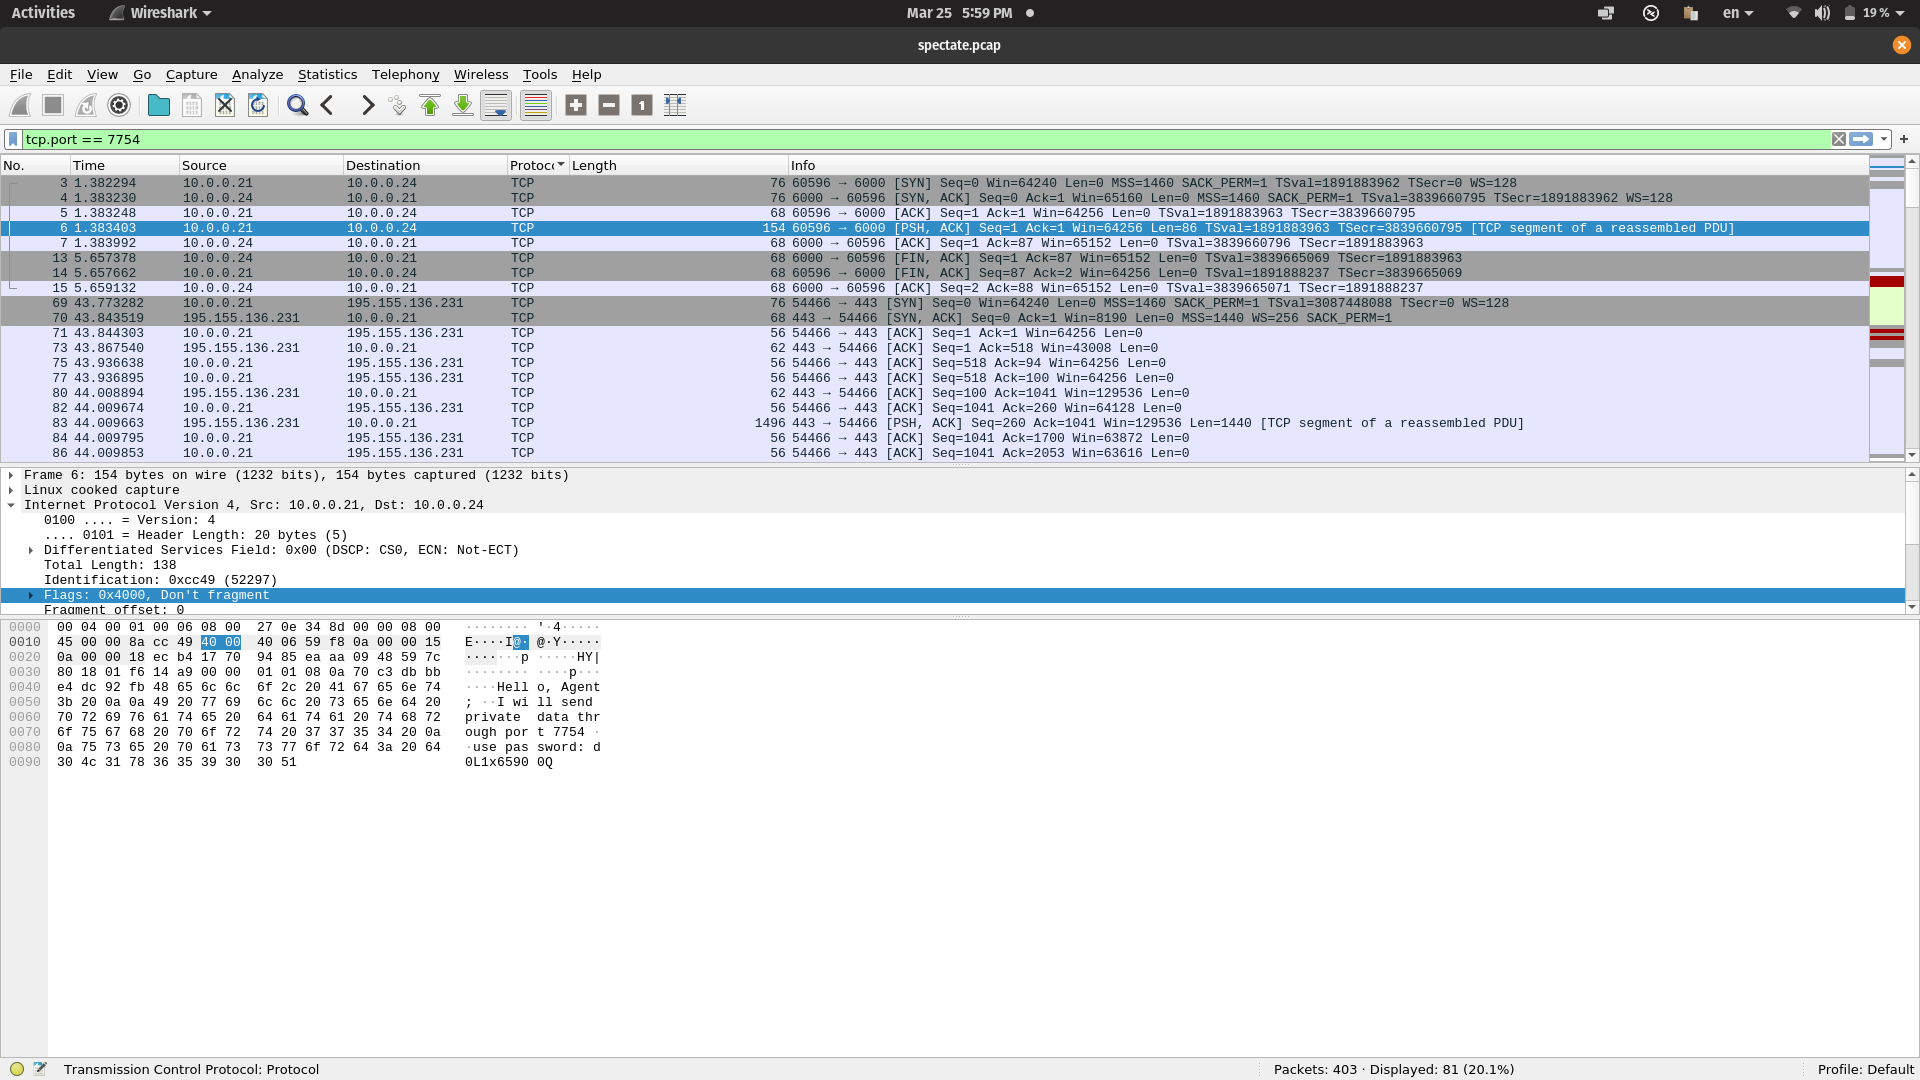 Activities Wireshark Mar 25 5:59 PM en 19 %
spectate.pcap
File Edit View Go Capture Analyze Statistics Telephony Wireless Tools Help
tcp.port == 7754
No. Time Source Destination Protoc Length Info
3 1.382294 10.0.0.21 10.0.0.24 TCP 76 60596 → 6000 [SYN] Seq=0 Win=64240 Len=0 MSS=1460 SACK_PERM=1 TSval=1891883962 TSecr=0 WS=128
4 1.383230 10.0.0.24 10.0.0.21 TCP 76 6000 → 60596 [SYN, ACK] Seq=0 Ack=1 Win=65160 Len=0 MSS=1460 SACK_PERM=1 TSval=3839660795 TSecr=1891883962 WS=128
5 1.383248 10.0.0.21 10.0.0.24 TCP 68 60596 → 6000 [ACK] Seq=1 Ack=1 Win=64256 Len=0 TSval=1891883963 TSecr=3839660795
6 1.383403 10.0.0.21 10.0.0.24 TCP 154 60596 → 6000 [PSH, ACK] Seq=1 Ack=1 Win=64256 Len=86 TSval=1891883963 TSecr=3839660795 [TCP segment of a reassembled PDU]
7 1.383992 10.0.0.24 10.0.0.21 TCP 68 6000 → 60596 [ACK] Seq=1 Ack=87 Win=65152 Len=0 TSval=3839660796 TSecr=1891883963
13 5.657378 10.0.0.24 10.0.0.21 TCP 68 6000 → 60596 [FIN, ACK] Seq=1 Ack=87 Win=65152 Len=0 TSval=3839665069 TSecr=1891883963
14 5.657662 10.0.0.21 10.0.0.24 TCP 68 60596 → 6000 [FIN, ACK] Seq=87 Ack=2 Win=64256 Len=0 TSval=1891888237 TSecr=3839665069
15 5.659132 10.0.0.24 10.0.0.21 TCP 68 6000 → 60596 [ACK] Seq=2 Ack=88 Win=65152 Len=0 TSval=3839665071 TSecr=1891888237
69 43.773282 10.0.0.21 195.155.136.231 TCP 76 54466 → 443 [SYN] Seq=0 Win=64240 Len=0 MSS=1460 SACK_PERM=1 TSval=3087448088 TSecr=0 WS=128
70 43.843519 195.155.136.231 10.0.0.21 TCP 68 443 → 54466 [SYN, ACK] Seq=0 Ack=1 Win=8190 Len=0 MSS=1440 WS=256 SACK_PERM=1
71 43.844303 10.0.0.21 195.155.136.231 TCP 56 54466 → 443 [ACK] Seq=1 Ack=1 Win=64256 Len=0
73 43.867540 195.155.136.231 10.0.0.21 TCP 62 443 → 54466 [ACK] Seq=1 Ack=518 Win=43008 Len=0
75 43.936638 10.0.0.21 195.155.136.231 TCP 56 54466 → 443 [ACK] Seq=518 Ack=94 Win=64256 Len=0
77 43.936895 10.0.0.21 195.155.136.231 TCP 56 54466 → 443 [ACK] Seq=518 Ack=100 Win=64256 Len=0
80 44.008894 195.155.136.231 10.0.0.21 TCP 62 443 → 54466 [ACK] Seq=100 Ack=1041 Win=129536 Len=0
82 44.009674 10.0.0.21 195.155.136.231 TCP 56 54466 → 443 [ACK] Seq=1041 Ack=260 Win=64128 Len=0
83 44.009663 195.155.136.231 10.0.0.21 TCP 1496 443 → 54466 [PSH, ACK] Seq=260 Ack=1041 Win=129536 Len=1440 [TCP segment of a reassembled PDU]
84 44.009795 10.0.0.21 195.155.136.231 TCP 56 54466 → 443 [ACK] Seq=1041 Ack=1700 Win=63872 Len=0
86 44.009853 10.0.0.21 195.155.136.231 TCP 56 54466 → 443 [ACK] Seq=1041 Ack=2053 Win=63616 Len=0
Frame 6: 154 bytes on wire (1232 bits), 154 bytes captured (1232 bits)
Linux cooked capture
Internet Protocol Version 4, Src: 10.0.0.21, Dst: 10.0.0.24
0100 .... = Version: 4
.... 0101 = Header Length: 20 bytes (5)
Differentiated Services Field: 0x00 (DSCP: CS0, ECN: Not-ECT)
Total Length: 138
Identification: 0xcc49 (52297)
Flags: 0x4000, Don't fragment
Fragment offset: 0
0000 00 04 00 01 00 06 08 00 27 0e 34 8d 00 00 08 00 ········ '·4·····
0010 45 00 00 8a cc 49 40 00 40 06 59 f8 0a 00 00 15 E····I@· @·Y·····
0020 0a 00 00 18 ec b4 17 70 94 85 ea aa 09 48 59 7c ·······p ·····HY|
0030 80 18 01 f6 14 a9 00 00 01 01 08 0a 70 c3 db bb ········ ····p···
0040 e4 dc 92 fb 48 65 6c 6c 6f 2c 20 41 67 65 6e 74 ····Hell o, Agent
0050 3b 20 0a 0a 49 20 77 69 6c 6c 20 73 65 6e 64 20 ; ··I wi ll send
0060 70 72 69 76 61 74 65 20 64 61 74 61 20 74 68 72 private data thr
0070 6f 75 67 68 20 70 6f 72 74 20 37 37 35 34 20 0a ough por t 7754 ·
0080 0a 75 73 65 20 70 61 73 73 77 6f 72 64 3a 20 64 ·use pas sword: d
0090 30 4c 31 78 36 35 39 30 30 51 0L1x6590 0Q
Transmission Control Protocol: Protocol Packets: 403 · Displayed: 81 (20.1%) Profile: Default